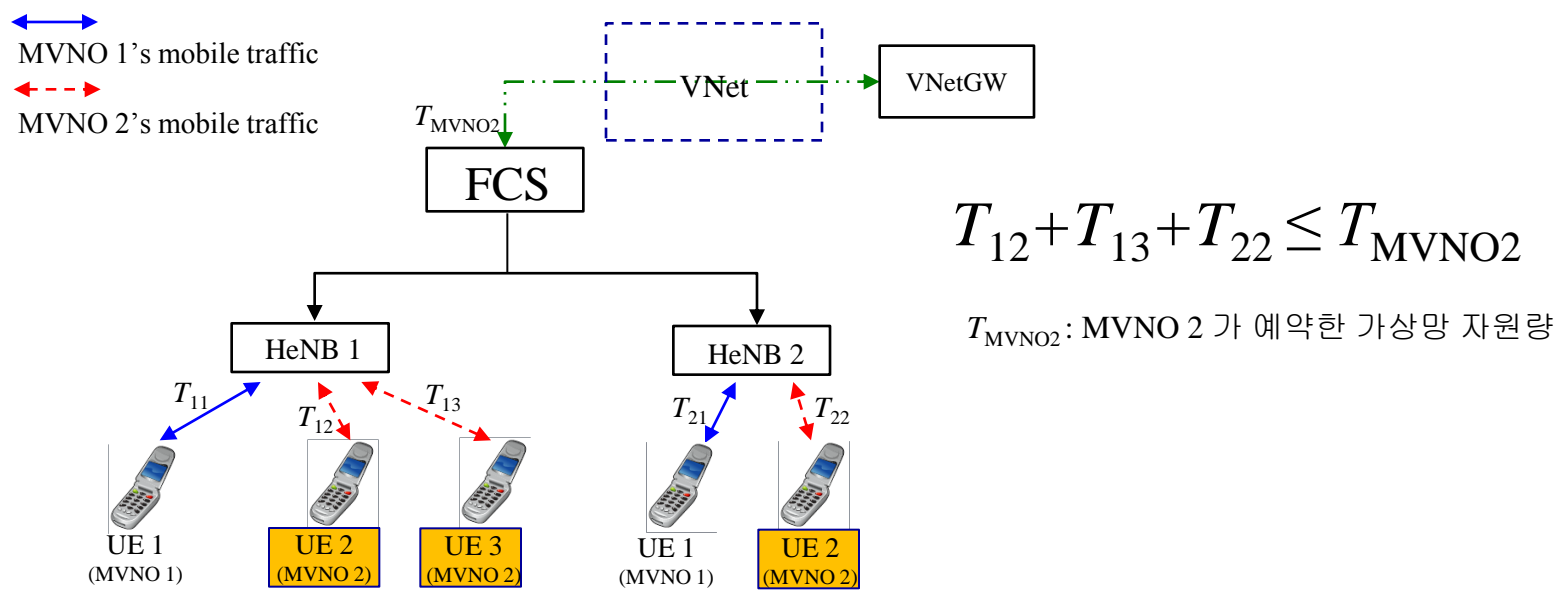 MVNO 1’s mobile traffic
MVNO 2’s mobile traffic
VNet
VNetGW
T_MVNO2
FCS
T_12+T_13+T_22 ≤ T_MVNO2
T_MVNO2: MVNO 2 가 예약한 가상망 자원량
HeNB 1
HeNB 2
T_11
T_12
T_13
T_21
T_22
UE 1
(MVNO 1)
UE 2
(MVNO 2)
UE 3
(MVNO 2)
UE 1
(MVNO 1)
UE 2
(MVNO 2)